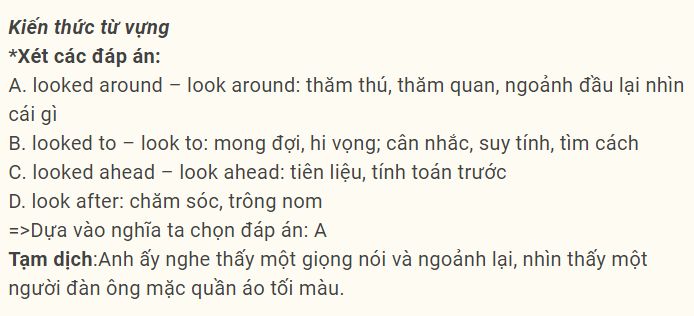 Kiến thức từ vựng
*Xét các đáp án:
A. looked around – look around: thăm thú, thăm quan, ngoảnh đầu lại nhìn
cái gì
B. looked to – look to: mong đợi, hi vọng; cân nhắc, suy tính, tìm cách
C. looked ahead – look ahead: tiên liệu, tính toán trước
D. look after: chăm sóc, trông nom
=>Dựa vào nghĩa ta chọn đáp án: A
Tạm dịch:Anh ấy nghe thấy một giọng nói và ngoảnh lại, nhìn thấy một
người đàn ông mặc quần áo tối màu.